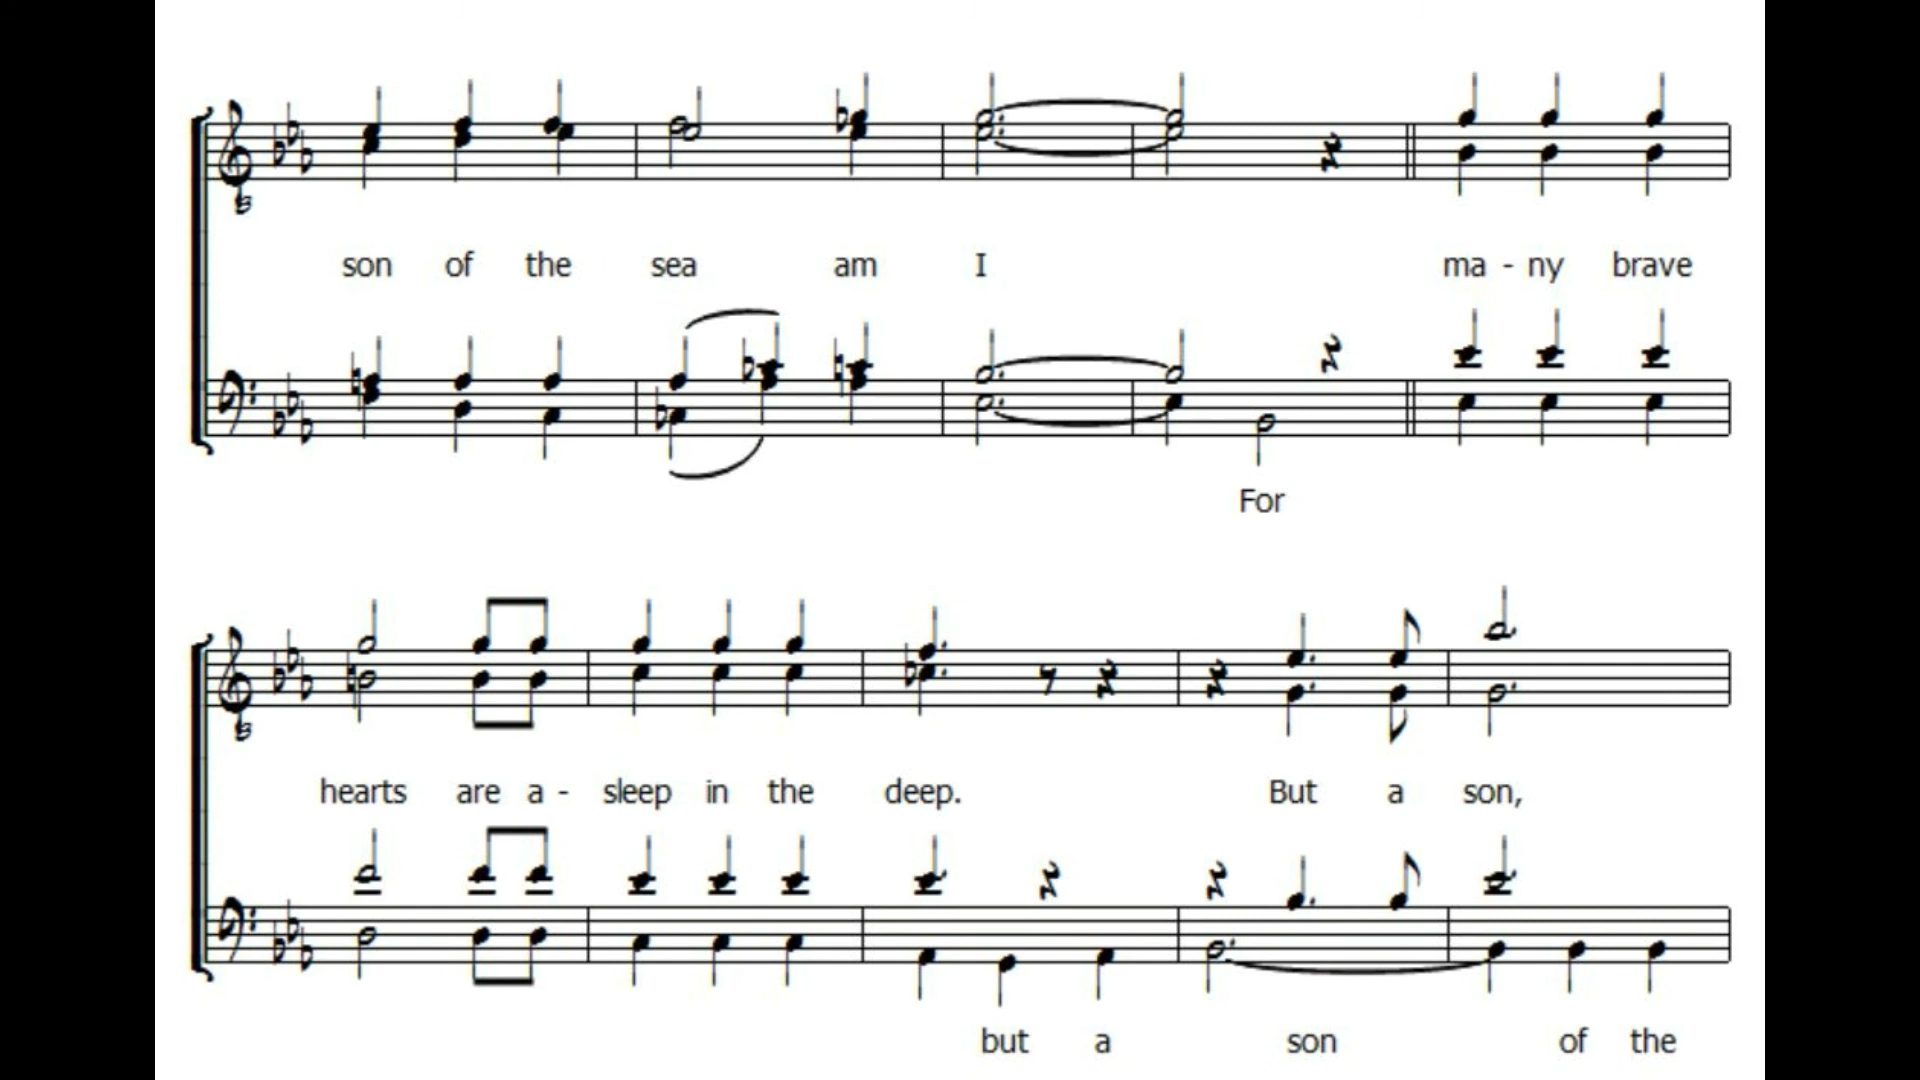 son of the sea am I ma - ny brave
For
hearts are a - sleep in the deep. But a son,
but a son of the